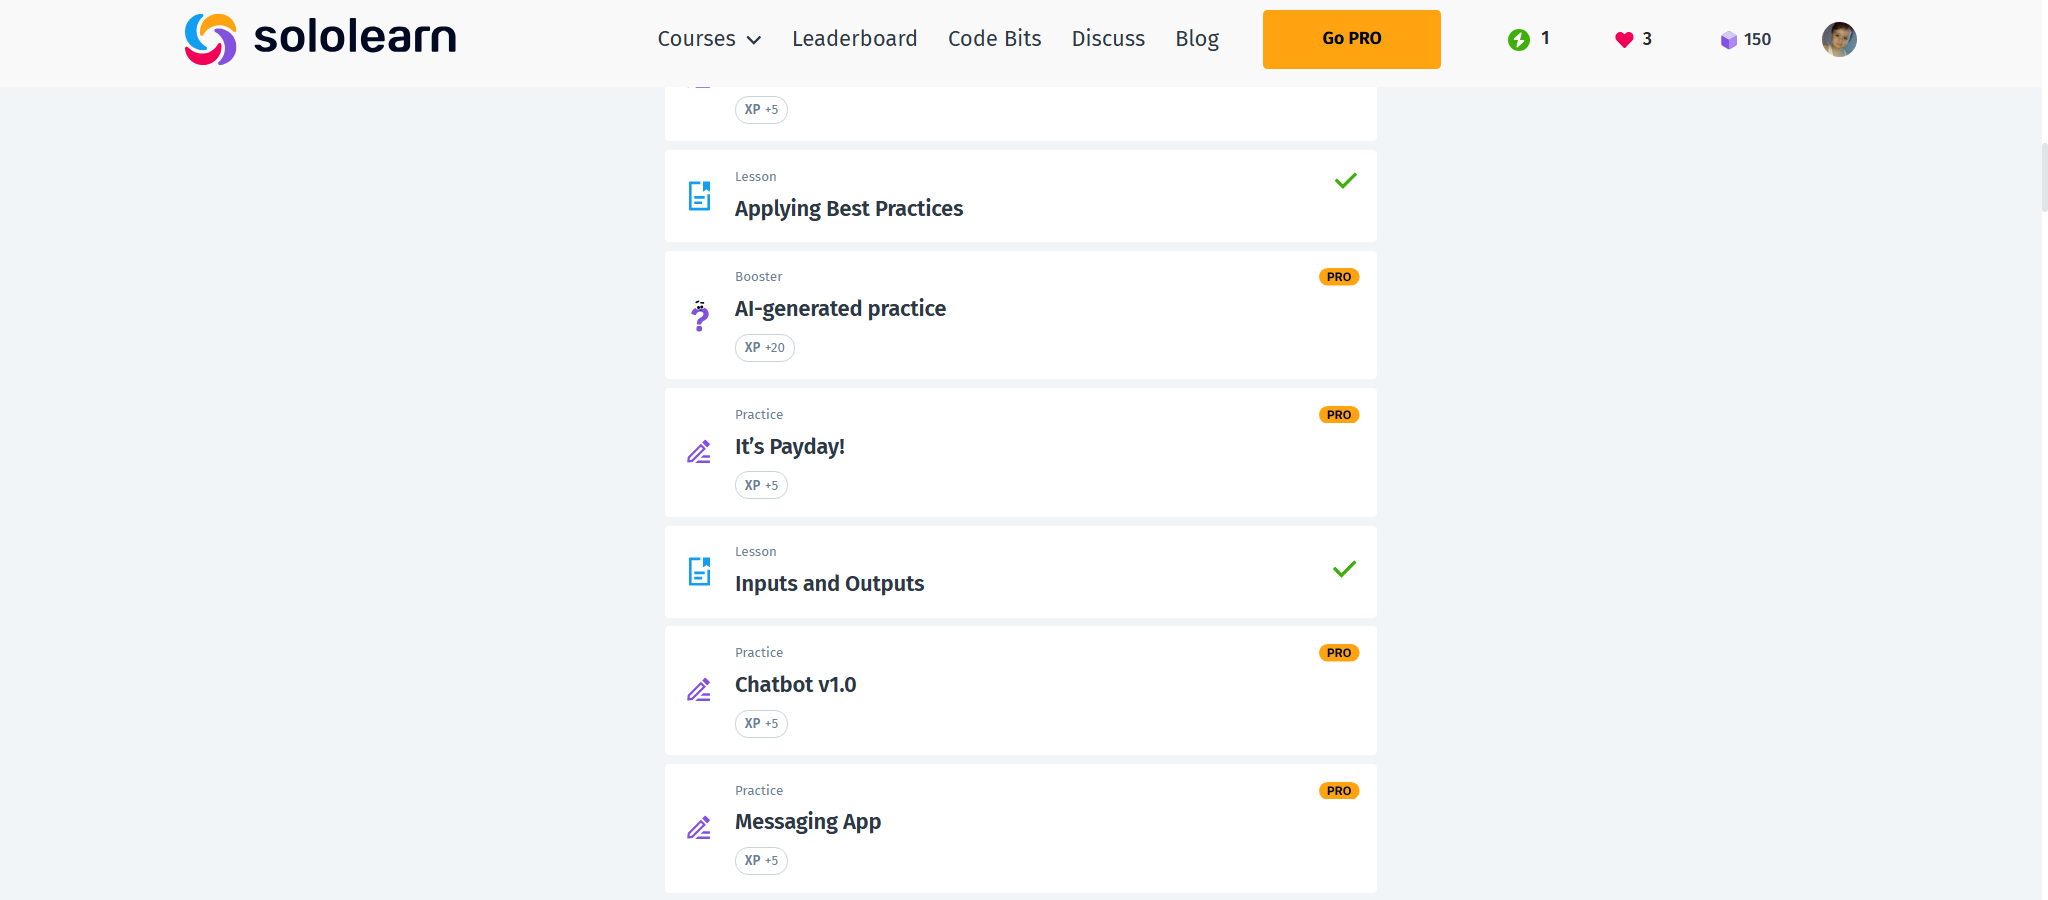 sololearn
Courses Leaderboard Code Bits Discuss Blog Go PRO 1 3 150
XP +5
Lesson
Applying Best Practices
Booster PRO
AI-generated practice
XP +20
Practice PRO
It’s Payday!
XP +5
Lesson
Inputs and Outputs
Practice PRO
Chatbot v1.0
XP +5
Practice PRO
Messaging App
XP +5